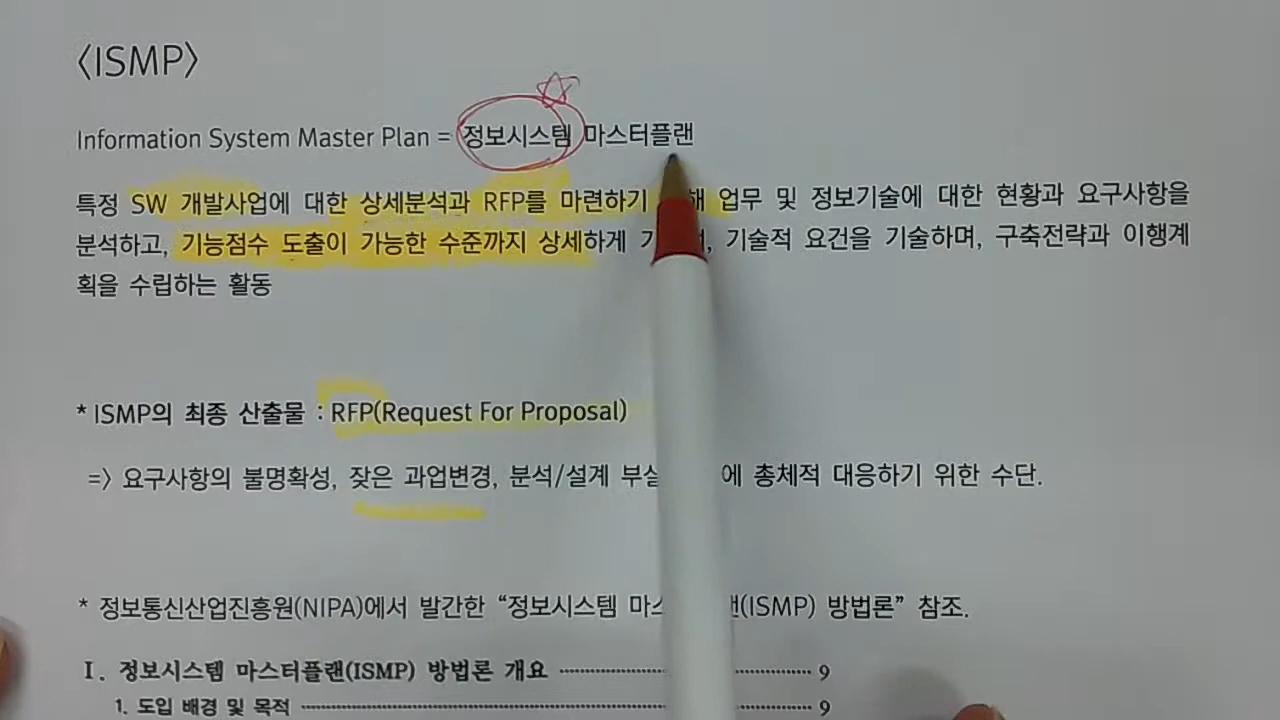 〈ISMP〉
Information System Master Plan = 정보시스템 마스터플랜
특정 SW 개발사업에 대한 상세분석과 RFP를 마련하기 업무 및 정보기술에 대한 현황과 요구사항을
분석하고, 기능점수 도출이 가능한 수준까지 상세하게 기술적 요건을 기술하며, 구축전략과 이행계
획을 수립하는 활동
* ISMP의 최종 산출물 : RFP(Request For Proposal)
=> 요구사항의 불명확성, 잦은 과업변경, 분석/설계 에 총체적 대응하기 위한 수단.
* 정보통신산업진흥원(NIPA)에서 발간한 “정보시스템 (ISMP) 방법론” 참조.
I. 정보시스템 마스터플랜(ISMP) 방법론 개요 ························ 9
1. 도입 배경 및 목적 ························ 9